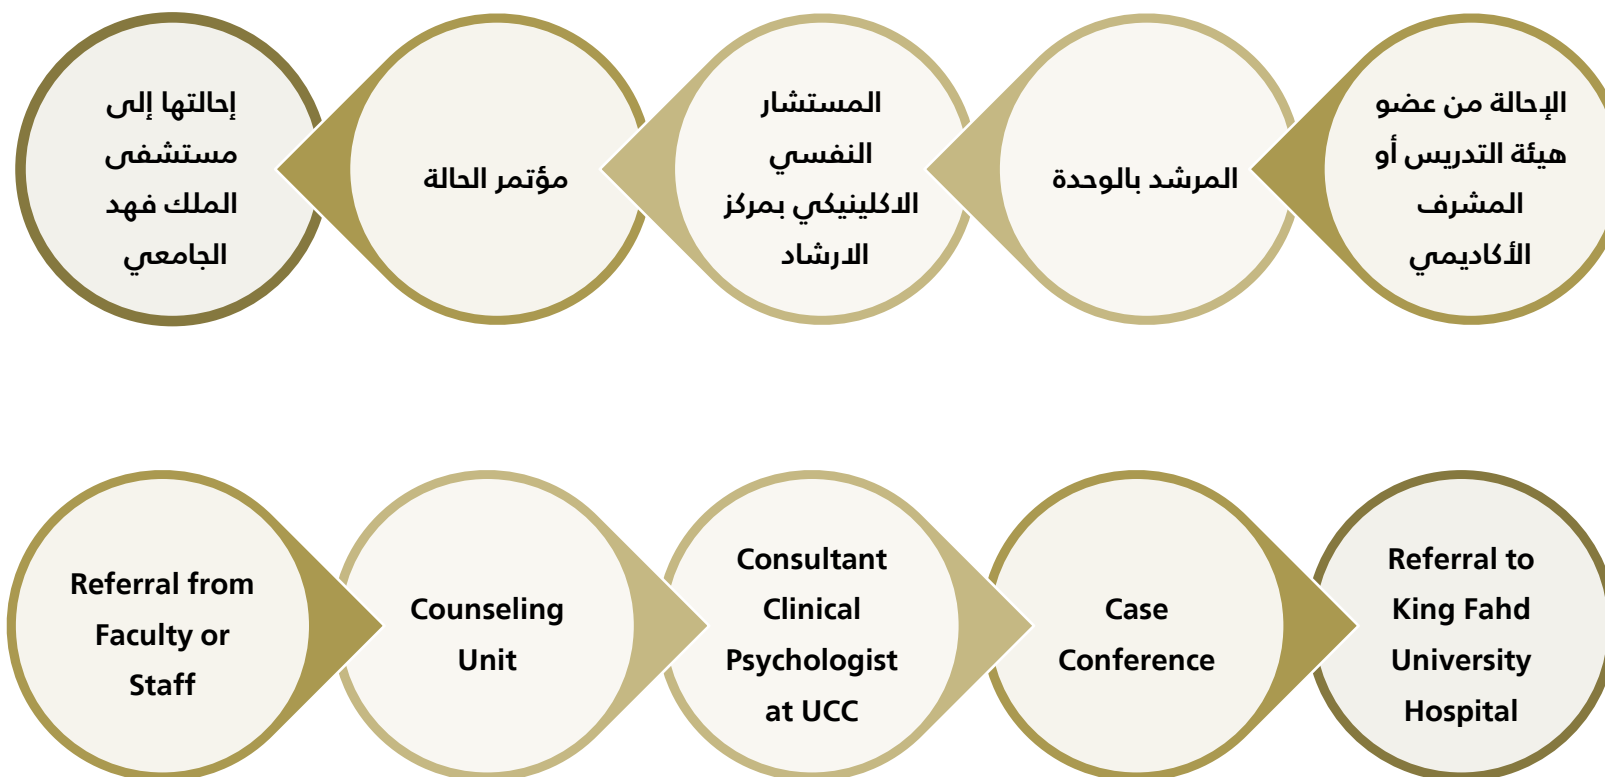 الإحالة من عضو
هيئة التدريس أو
المشرف
الأكاديمي
المرشد بالوحدة
المستشار
النفسي
الاكلينيكي بمركز
الارشاد
مؤتمر الحالة
إحالتها إلى
مستشفى
الملك فهد
الجامعي
Referral from
Faculty or
Staff
Counseling
Unit
Consultant
Clinical
Psychologist
at UCC
Case
Conference
Referral to
King Fahd
University
Hospital